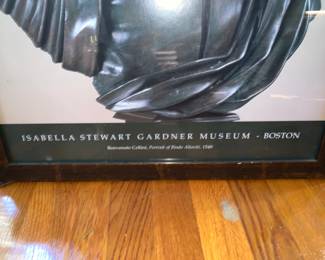 ISABELLA STEWART GARDNER MUSEUM - BOSTON
Benvenuto Cellini, Portrait of Bindo Altoviti, 1549